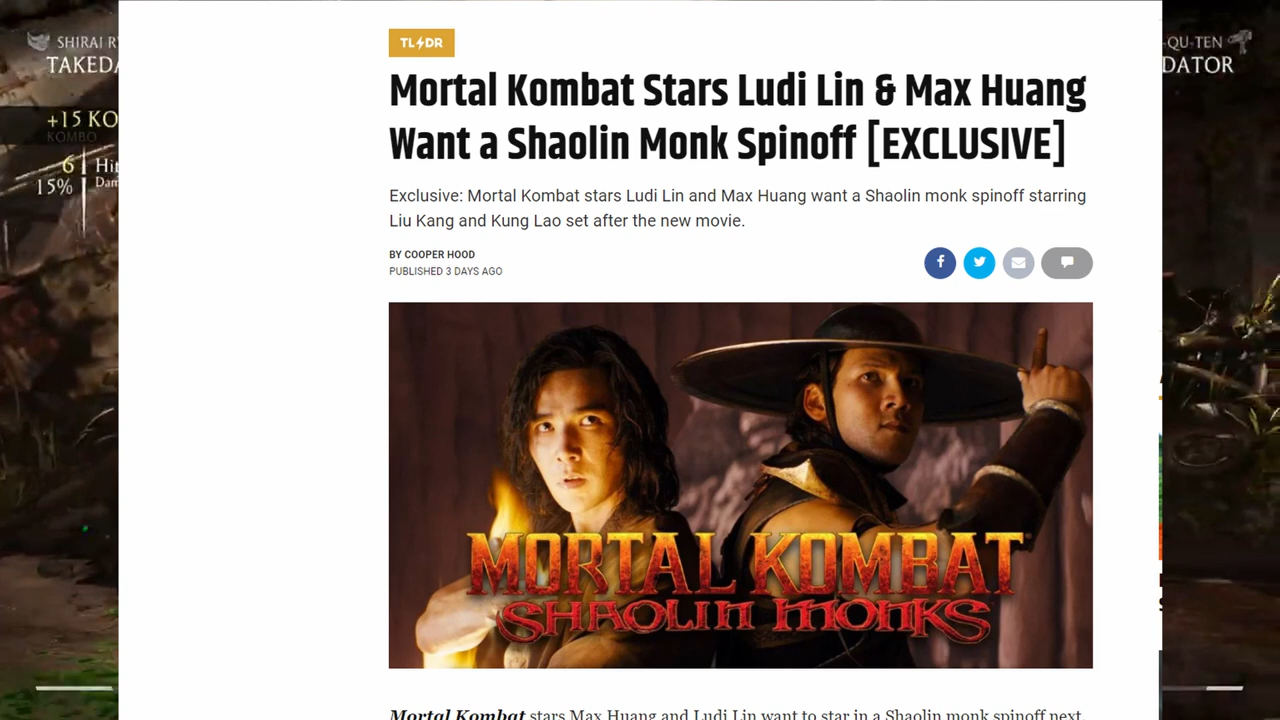 SHIRAI
TAKEDA
+15 KO
KOMBO
6 Hit
15% Dam
-QU-TEN
DATOR
TLDR
Mortal Kombat Stars Ludi Lin & Max Huang
Want a Shaolin Monk Spinoff [EXCLUSIVE]
Exclusive: Mortal Kombat stars Ludi Lin and Max Huang want a Shaolin monk spinoff starring
Liu Kang and Kung Lao set after the new movie.
BY COOPER HOOD
PUBLISHED 3 DAYS AGO
MORTAL KOMBAT
SHAOLIN MONKS
Mortal Kombat stars Max Huang and Ludi Lin want to star in a Shaolin monk spinoff next.